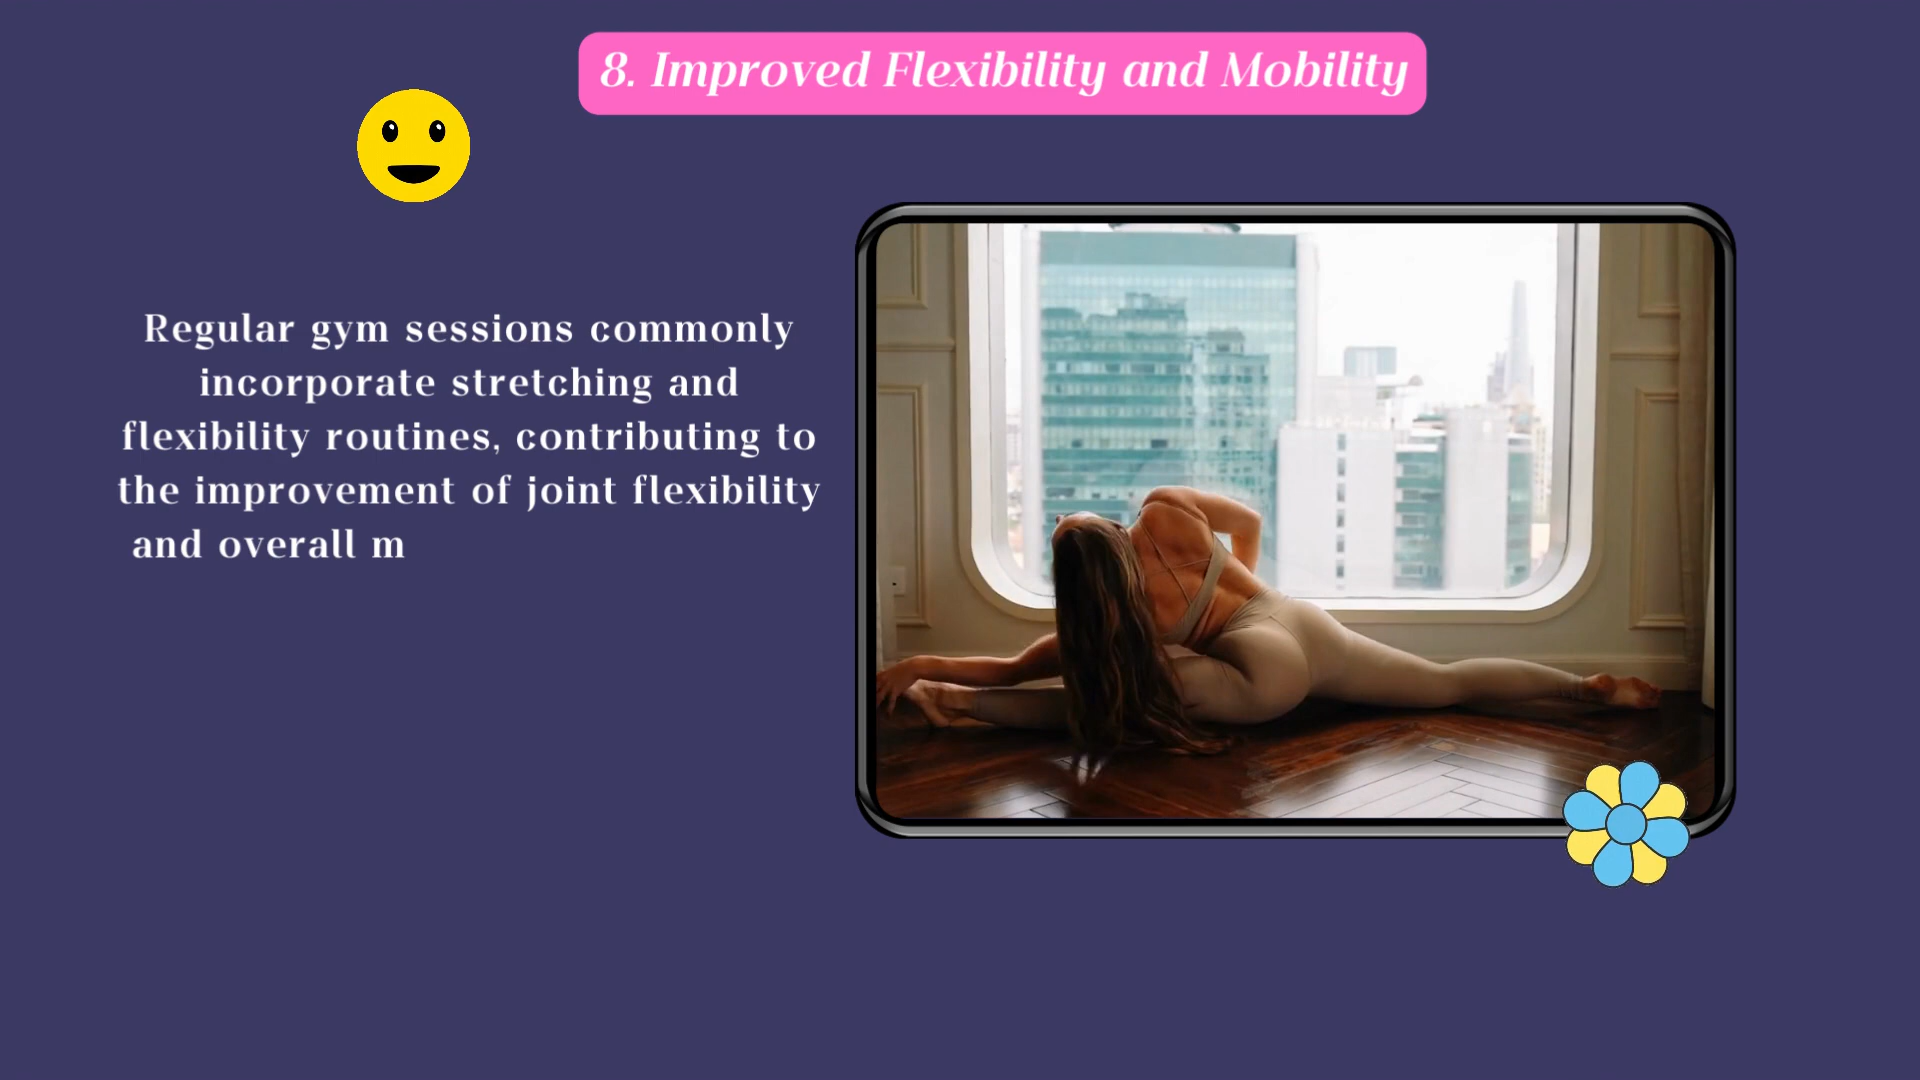 8. Improved Flexibility and Mobility
Regular gym sessions commonly
incorporate stretching and
flexibility routines, contributing to
the improvement of joint flexibility
and overall m